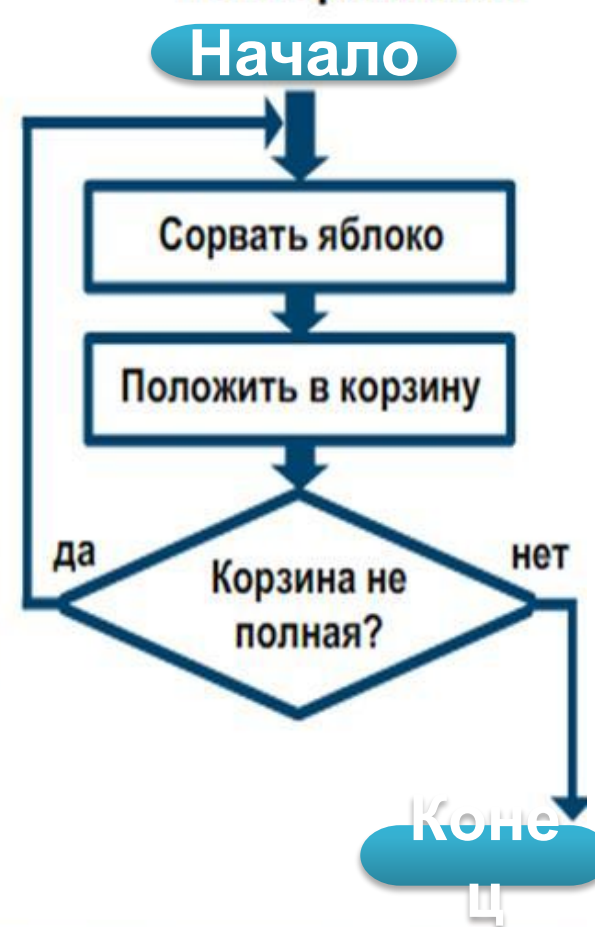 Начало
Сорвать яблоко
Положить в корзину
да
нет
Корзина не
полная?
Коне
ц